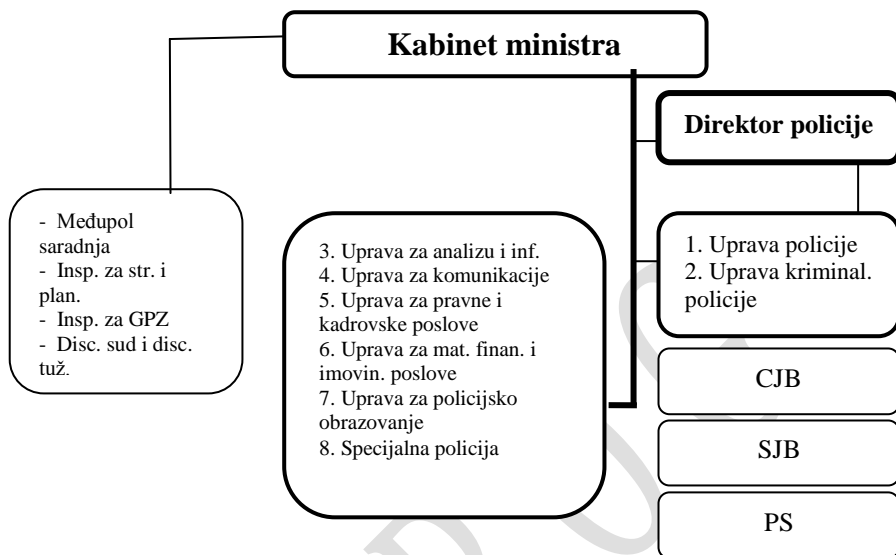 Kabinet ministra
Direktor policije
- Međupol
saradnja
- Insp. za str. i
plan.
- Insp. za GPZ
- Disc. sud i disc.
tuž.
3. Uprava za analizu i inf.
4. Uprava za komunikacije
5. Uprava za pravne i
kadrovske poslove
6. Uprava za mat. finan. i
imovin. poslove
7. Uprava za policijsko
obrazovanje
8. Specijalna policija
1. Uprava policije
2. Uprava kriminal.
policije
CJB
SJB
PS